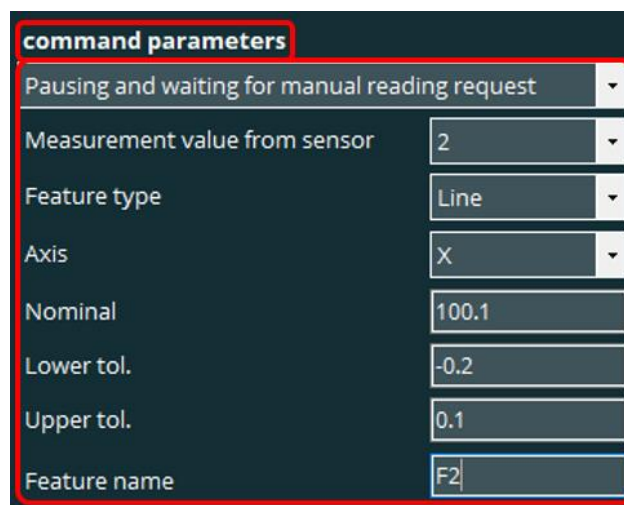 command parameters
Pausing and waiting for manual reading request
Measurement value from sensor 2
Feature type Line
Axis X
Nominal 100.1
Lower tol. -0.2
Upper tol. 0.1
Feature name F2